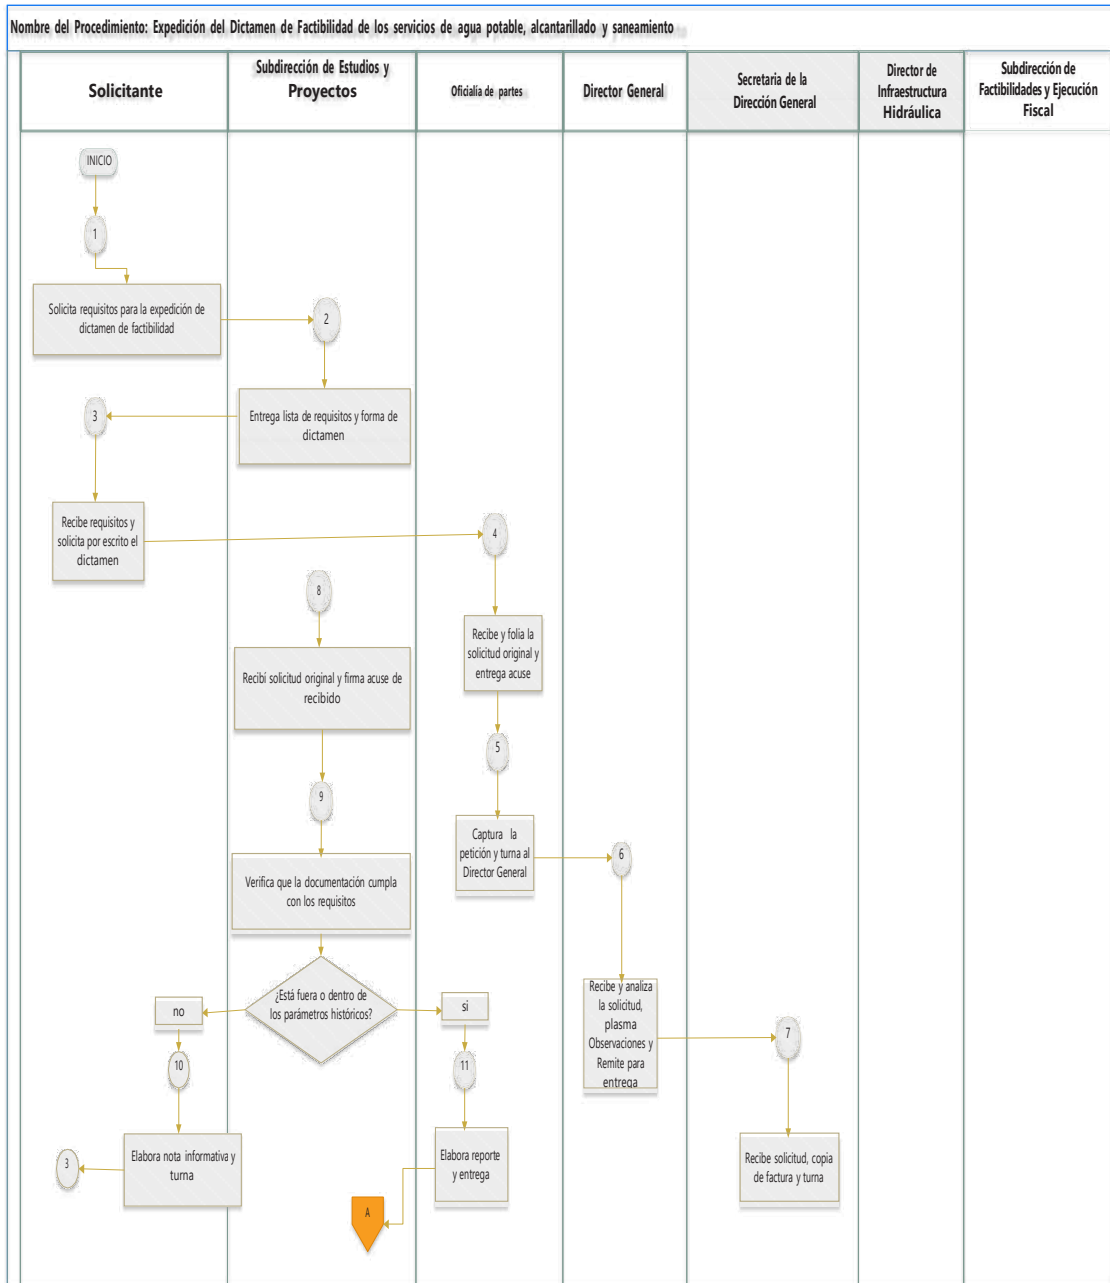 Nombre del Procedimiento: Expedición del Dictamen de Factibilidad de los servicios de agua potable, alcantarillado y saneamiento
Solicitante
Subdirección de Estudios y
Proyectos
Oficialía de partes
Director General
Secretaria de la
Dirección General
Director de
Infraestructura
Hidráulica
Subdirección de
Factibilidades y Ejecución
Fiscal
INICIO
1
Solicita requisitos para la expedición de
dictamen de factibilidad
2
Entrega lista de requisitos y forma de
dictamen
3
Recibe requisitos y
solicita por escrito el
dictamen
4
Recibe y folia la
solicitud original y
entrega acuse
5
Captura la
petición y turna al
Director General
6
Recibe y analiza
la solicitud,
plasma
Observaciones y
Remite para
entrega
7
Recibe solicitud, copia
de factura y turna
8
Recibí solicitud original y firma acuse de
recibido
9
Verifica que la documentación cumpla
con los requisitos
¿Está fuera o dentro de
los parámetros históricos?
no
10
Elabora nota informativa y
turna
3
si
11
Elabora reporte
y entrega
A